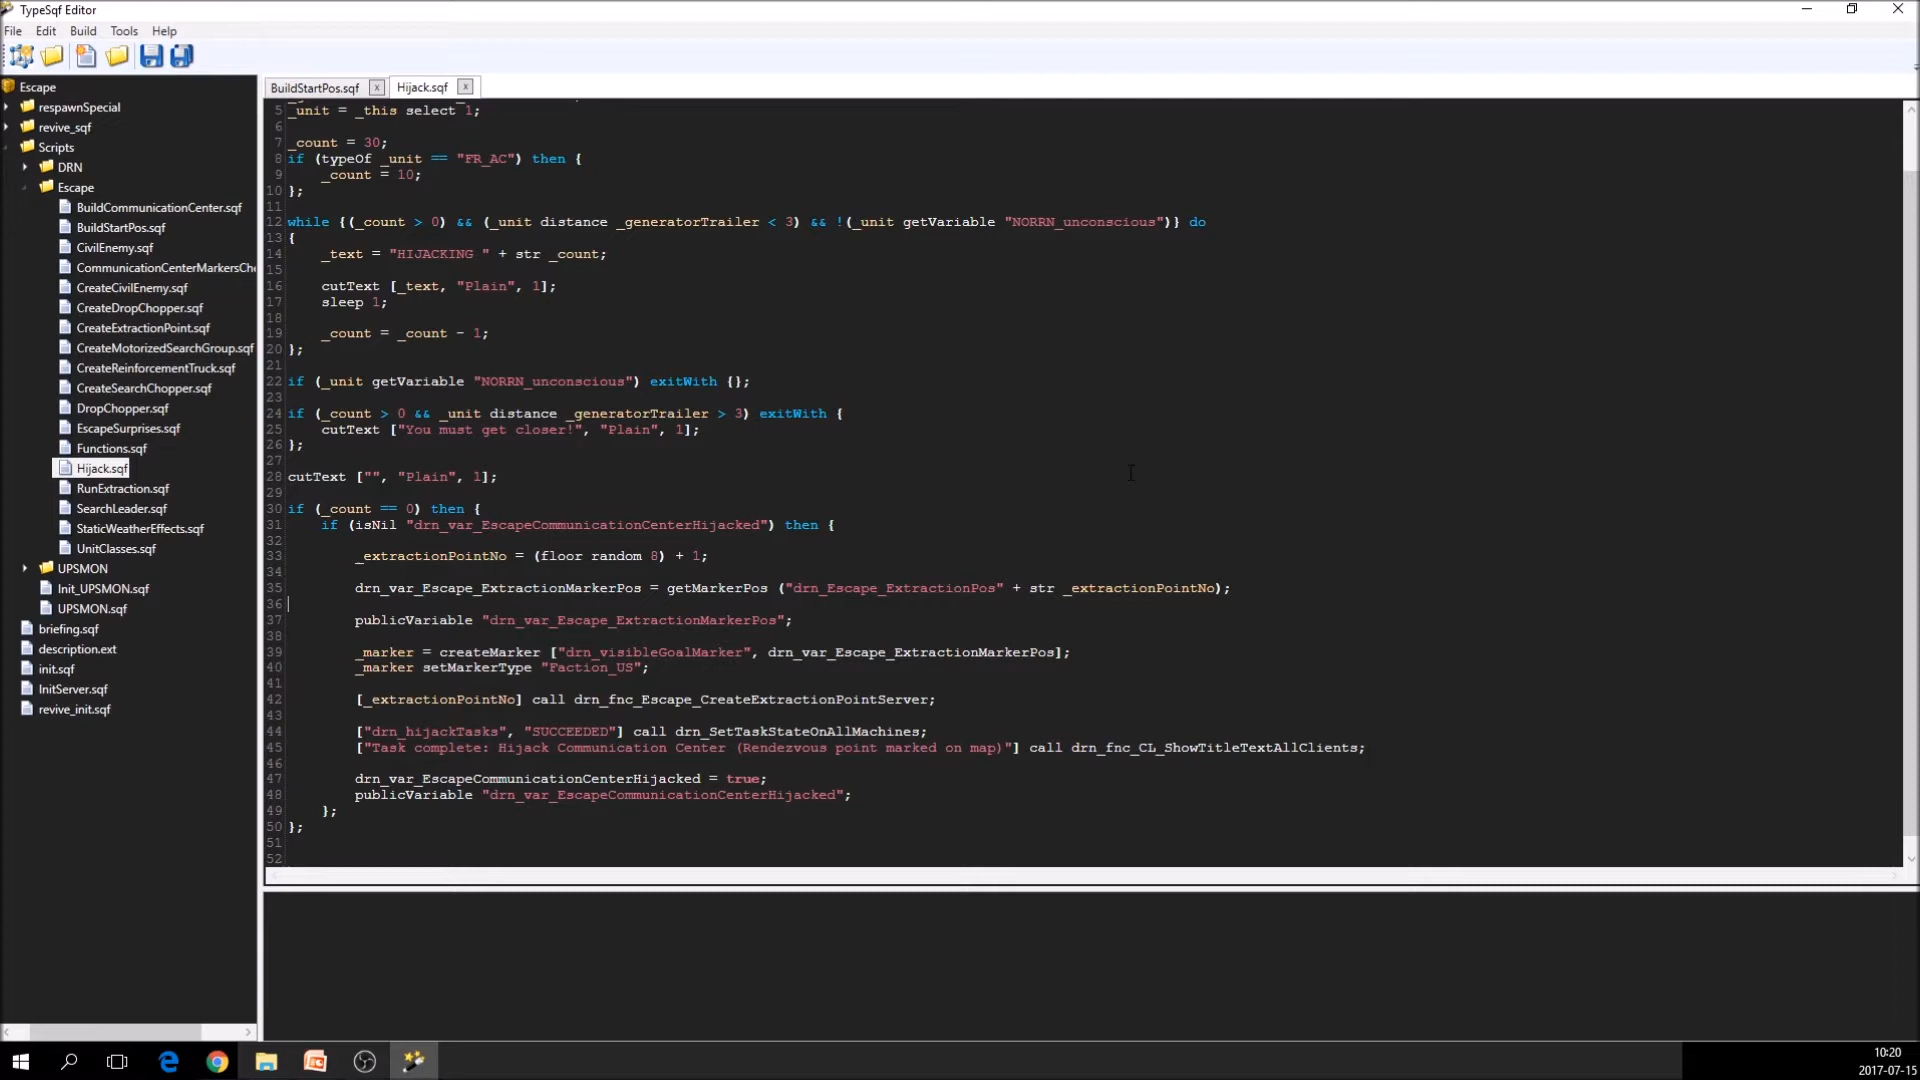 TypeSqf Editor
File Edit Build Tools Help
Escape
respawnSpecial
revive_sqf
Scripts
DRN
Escape
BuildCommunicationCenter.sqf
BuildStartPos.sqf
CivilEnemy.sqf
CommunicationCenterMarkersChe
CreateCivilEnemy.sqf
CreateDropChopper.sqf
CreateExtractionPoint.sqf
CreateMotorizedSearchGroup.sqf
CreateReinforcementTruck.sqf
CreateSearchChopper.sqf
DropChopper.sqf
EscapeSurprises.sqf
Functions.sqf
Hijack.sqf
RunExtraction.sqf
SearchLeader.sqf
StaticWeatherEffects.sqf
UnitClasses.sqf
UPSMON
Init_UPSMON.sqf
UPSMON.sqf
briefing.sqf
description.ext
init.sqf
InitServer.sqf
revive_init.sqf
BuildStartPos.sqf x Hijack.sqf x
5 _unit = _this select 1;
6
7 _count = 30;
8 if (typeOf _unit == "FR_AC") then {
9 _count = 10;
10 };
11
12 while {(_count > 0) && (_unit distance _generatorTrailer < 3) && !(_unit getVariable "NORRN_unconscious")} do
13 {
14 _text = "HIJACKING " + str _count;
15
16 cutText [_text, "Plain", 1];
17 sleep 1;
18
19 _count = _count - 1;
20 };
21
22 if (_unit getVariable "NORRN_unconscious") exitWith {};
23
24 if (_count > 0 && _unit distance _generatorTrailer > 3) exitWith {
25 cutText ["You must get closer!", "Plain", 1];
26 };
27
28 cutText ["", "Plain", 1];
29
30 if (_count == 0) then {
31 if (isNil "drn_var_EscapeCommunicationCenterHijacked") then {
32
33 _extractionPointNo = (floor random 8) + 1;
34
35 drn_var_Escape_ExtractionMarkerPos = getMarkerPos ("drn_Escape_ExtractionPos" + str _extractionPointNo);
36
37 publicVariable "drn_var_Escape_ExtractionMarkerPos";
38
39 _marker = createMarker ["drn_visibleGoalMarker", drn_var_Escape_ExtractionMarkerPos];
40 _marker setMarkerType "Faction_US";
41
42 [_extractionPointNo] call drn_fnc_Escape_CreateExtractionPointServer;
43
44 ["drn_hijackTasks", "SUCCEEDED"] call drn_SetTaskStateOnAllMachines;
45 ["Task complete: Hijack Communication Center (Rendezvous point marked on map)"] call drn_fnc_CL_ShowTitleTextAllClients;
46
47 drn_var_EscapeCommunicationCenterHijacked = true;
48 publicVariable "drn_var_EscapeCommunicationCenterHijacked";
49 };
50 };
51
52
10:20
2017-07-15